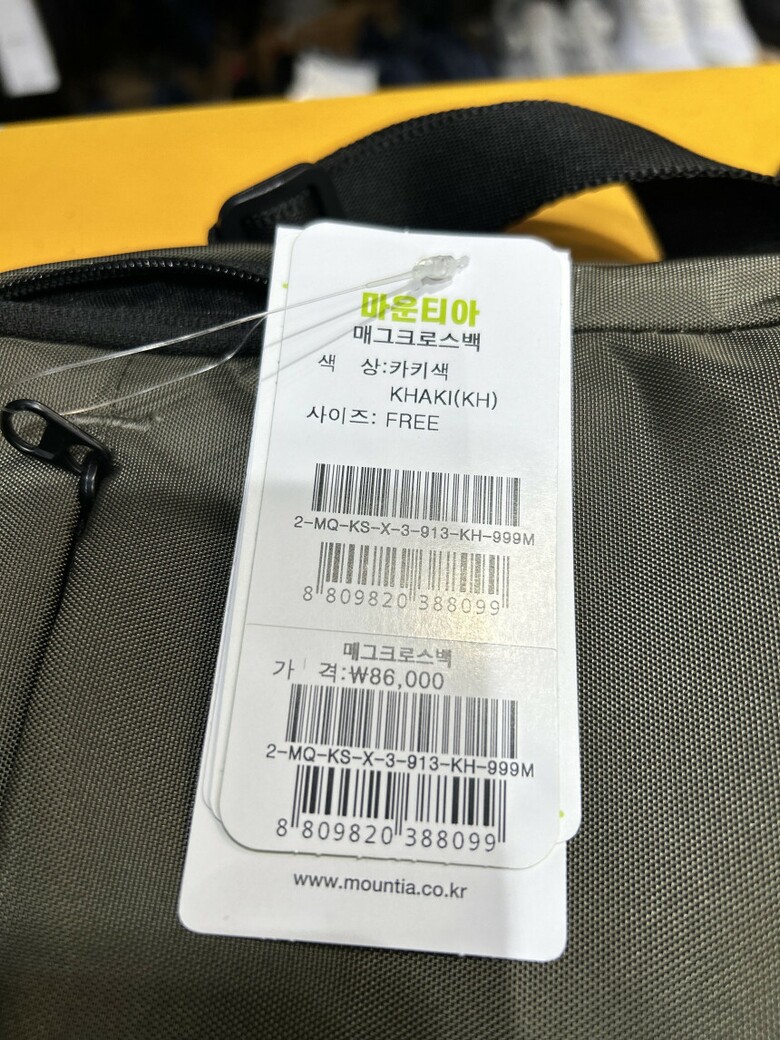 마운티아
매그크로스백
색 상:카키색
KHAKI(KH)
사이즈: FREE
2-MQ-KS-X-3-913-KH-999M
8 809820 388099
매그크로스백
가 격:₩86,000
2-MQ-KS-X-3-913-KH-999M
8 809820 388099
www.mountia.co.kr